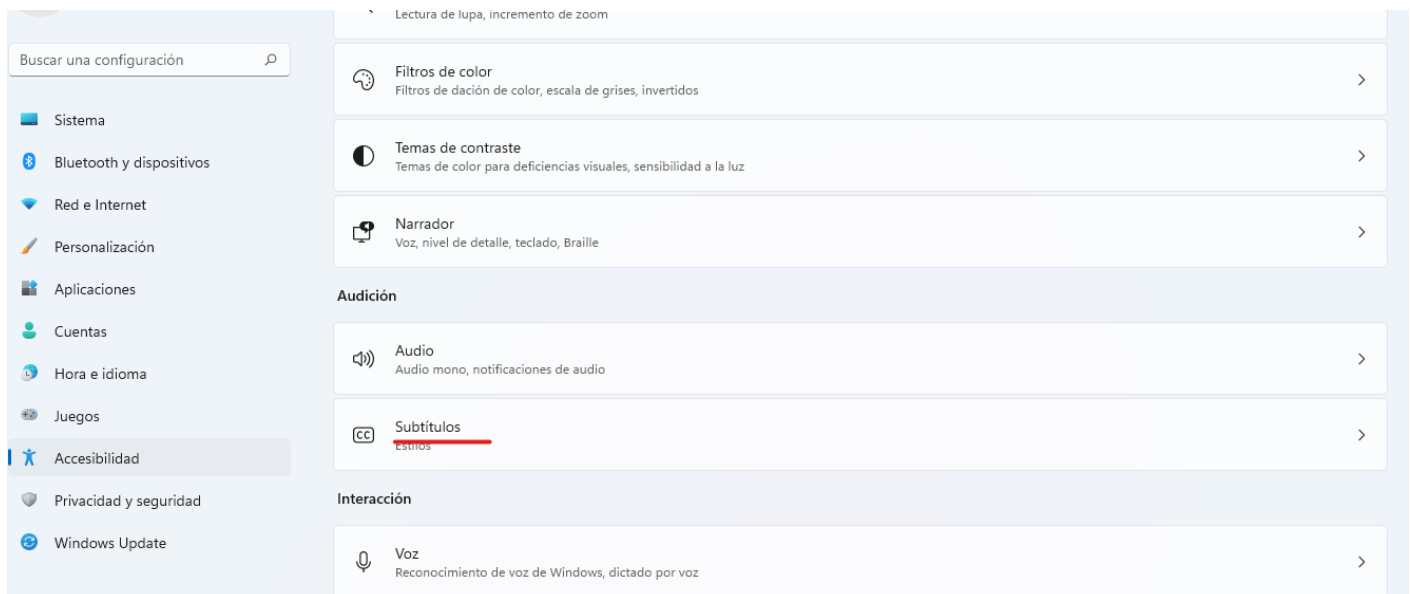 Lectura de lupa, incremento de zoom
Buscar una configuración
Filtros de color
Filtros de dación de color, escala de grises, invertidos
Sistema
Temas de contraste
Temas de color para deficiencias visuales, sensibilidad a la luz
Bluetooth y dispositivos
Red e Internet
Narrador
Voz, nivel de detalle, teclado, Braille
Personalización
Aplicaciones
Audición
Cuentas
Audio
Audio mono, notificaciones de audio
Hora e idioma
Juegos
Subtítulos
Estilos
Accesibilidad
Privacidad y seguridad
Interacción
Windows Update
Voz
Reconocimiento de voz de Windows, dictado por voz